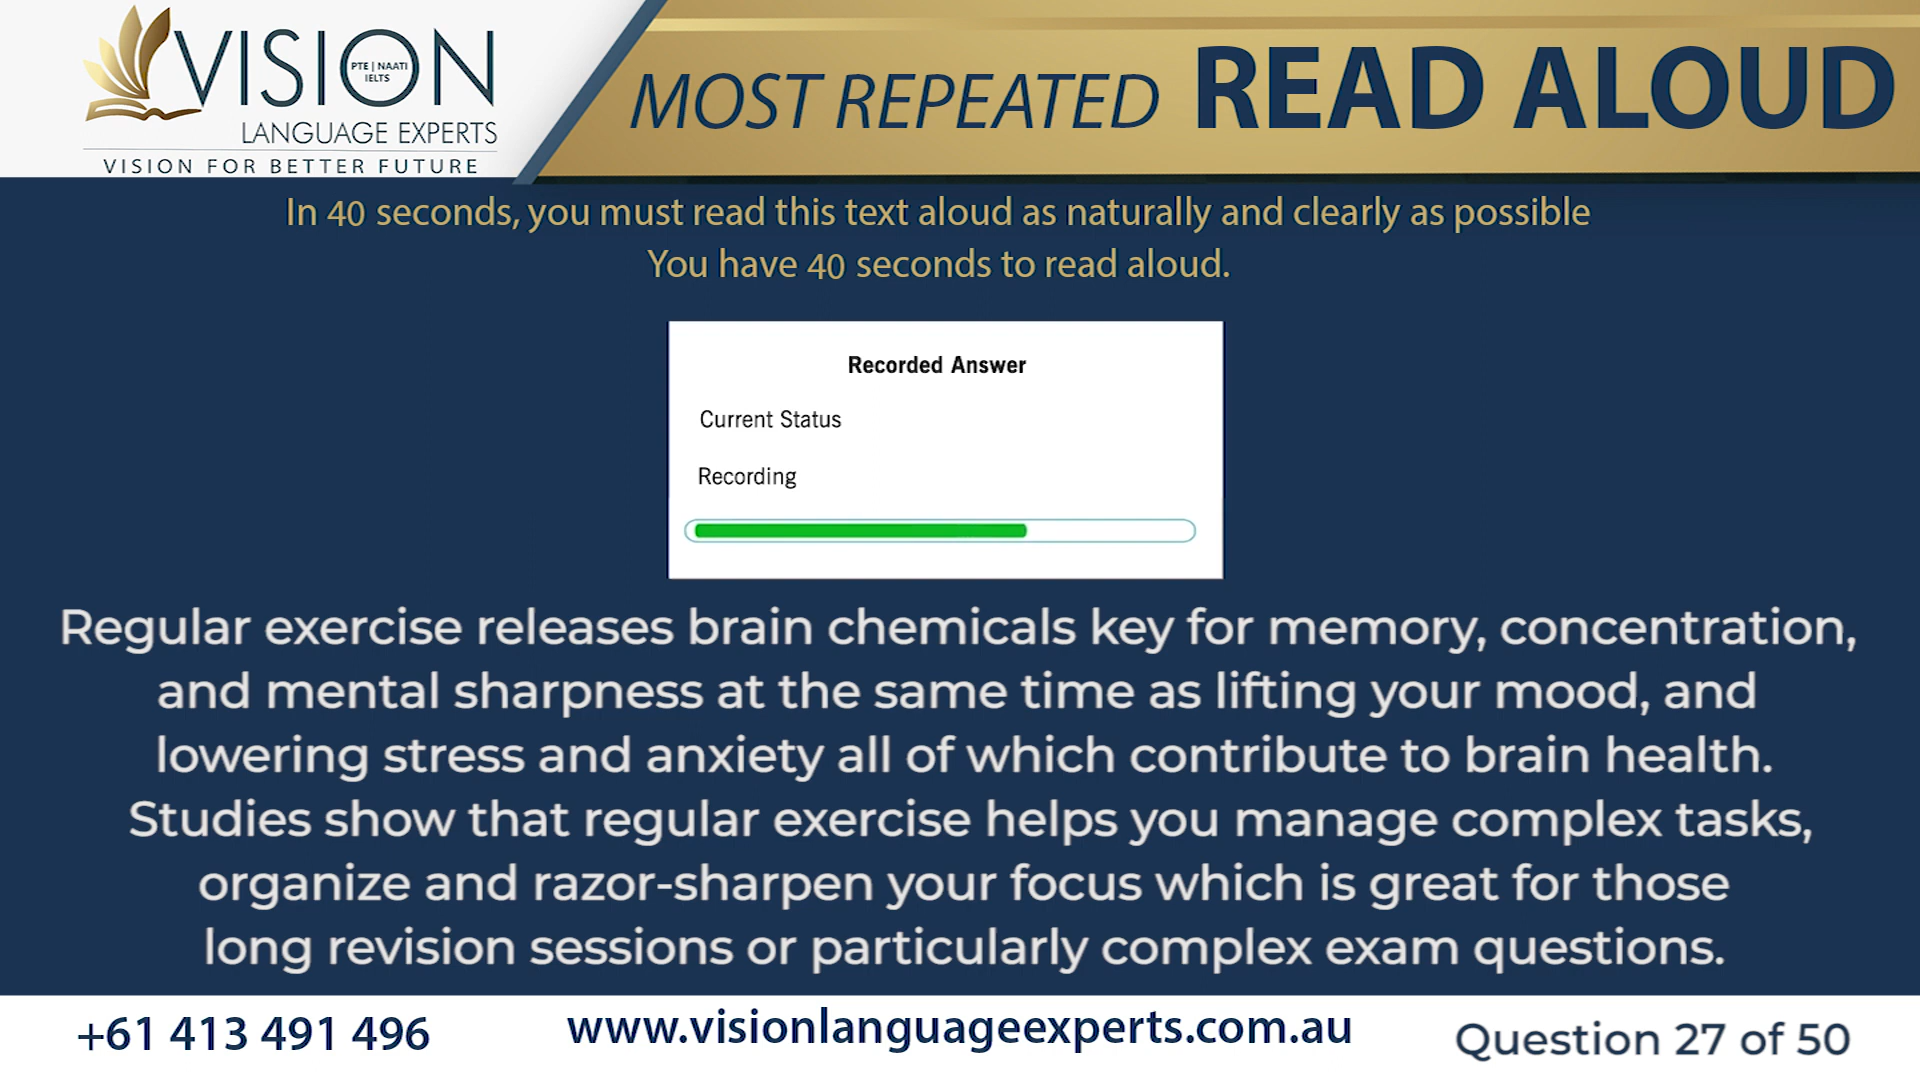 VISION
PTE | NAATI
IELTS
LANGUAGE EXPERTS
VISION FOR BETTER FUTURE
MOST REPEATED READ ALOUD
In 40 seconds, you must read this text aloud as naturally and clearly as possible
You have 40 seconds to read aloud.
Recorded Answer
Current Status
Recording
Regular exercise releases brain chemicals key for memory, concentration,
and mental sharpness at the same time as lifting your mood, and
lowering stress and anxiety all of which contribute to brain health.
Studies show that regular exercise helps you manage complex tasks,
organize and razor-sharpen your focus which is great for those
long revision sessions or particularly complex exam questions.
+61 413 491 496
www.visionlanguageexperts.com.au
Question 27 of 50